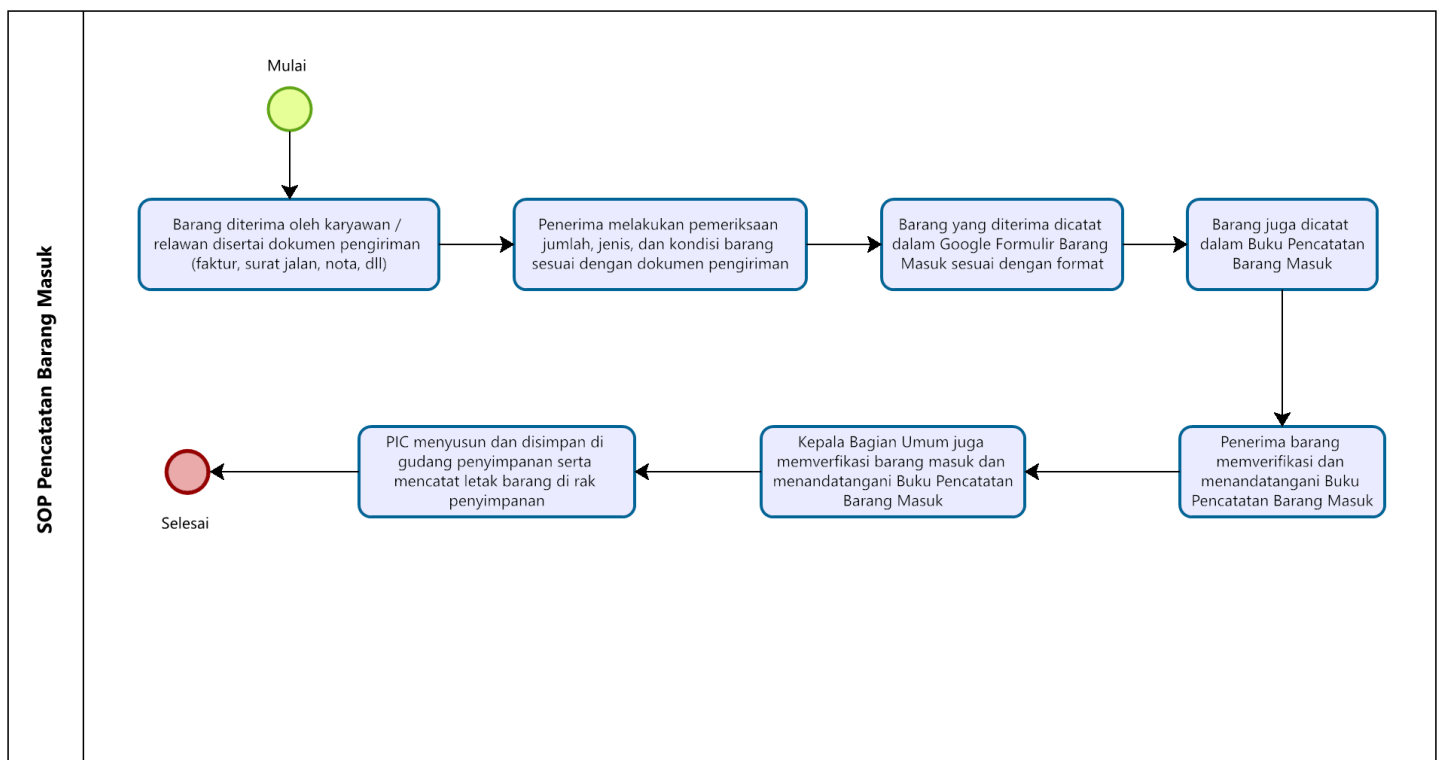 SOP Pencatatan Barang Masuk
Mulai
Barang diterima oleh karyawan /
relawan disertai dokumen pengiriman
(faktur, surat jalan, nota, dll)
Penerima melakukan pemeriksaan
jumlah, jenis, dan kondisi barang
sesuai dengan dokumen pengiriman
Barang yang diterima dicatat
dalam Google Formulir Barang
Masuk sesuai dengan format
Barang juga dicatat
dalam Buku Pencatatan
Barang Masuk
Penerima barang
memverifikasi dan
menandatangani Buku
Pencatatan Barang Masuk
Kepala Bagian Umum juga
memverfikasi barang masuk dan
menandatangani Buku Pencatatan
Barang Masuk
PIC menyusun dan disimpan di
gudang penyimpanan serta
mencatat letak barang di rak
penyimpanan
Selesai